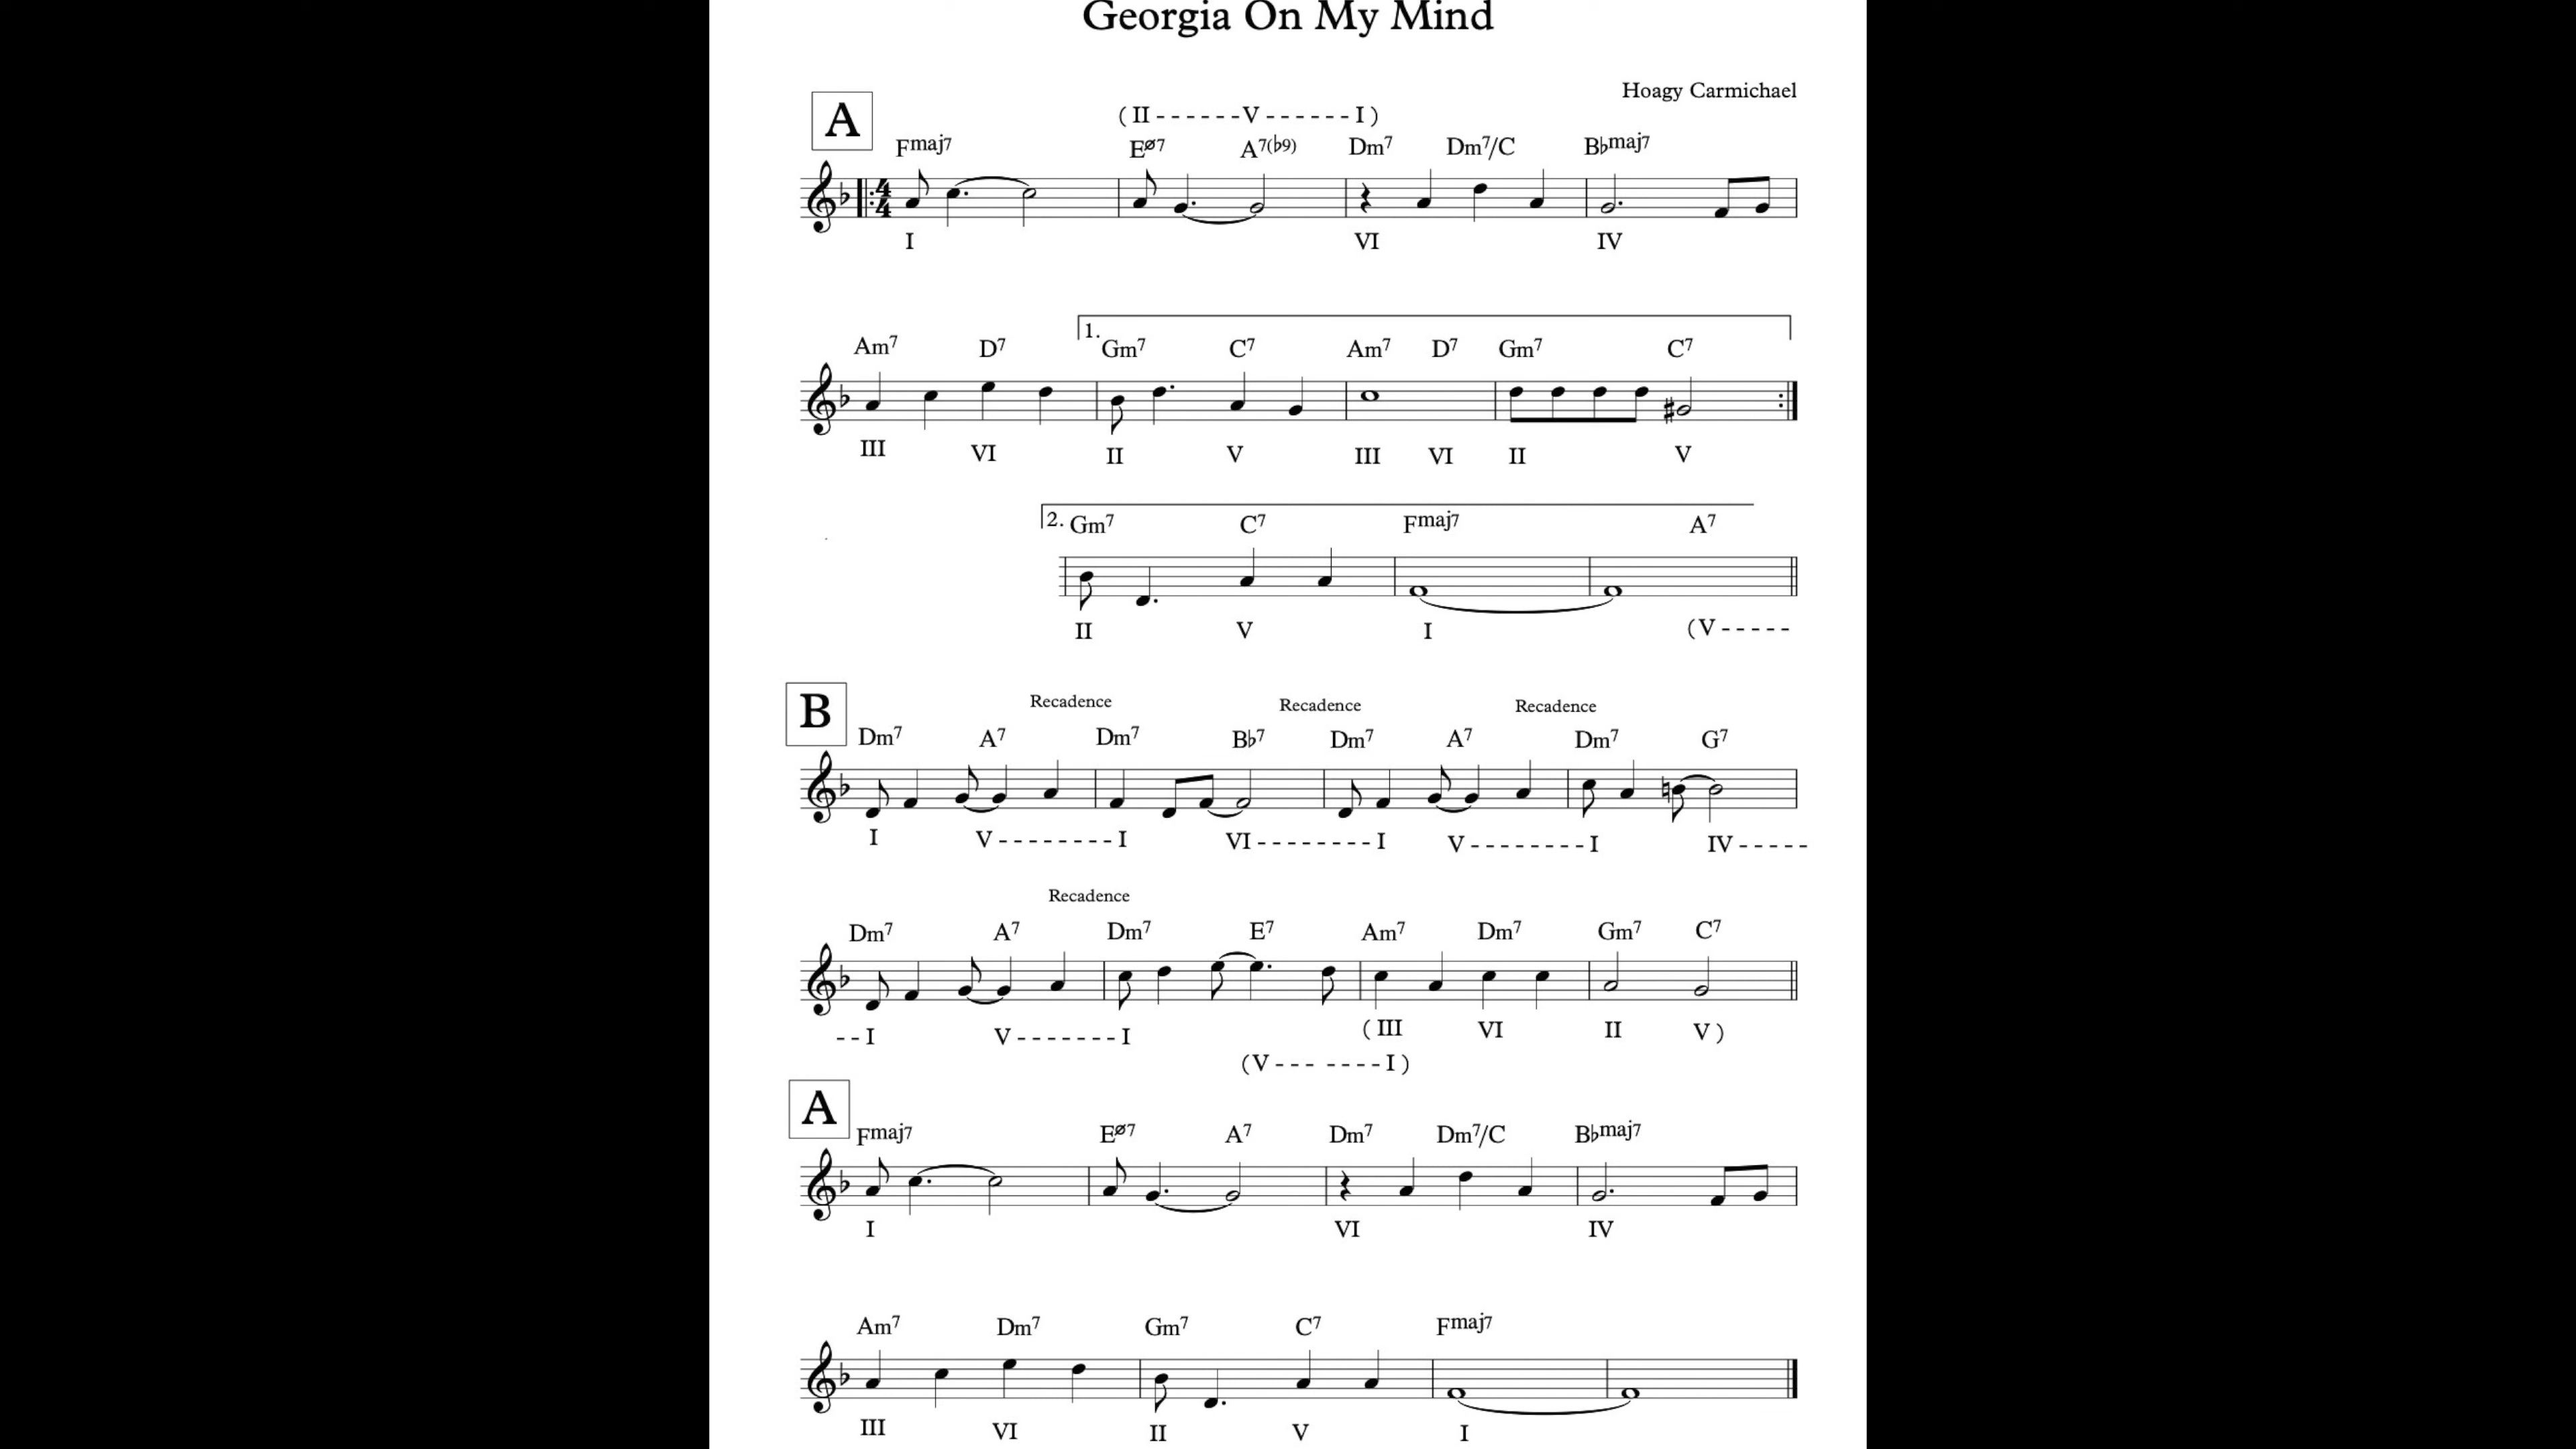 Georgia On My Mind
Hoagy Carmichael
A
( II - - - - - - V - - - - - - I )
Fmaj7 Eø7 A7(♭9) Dm7 Dm7/C B♭maj7
4
4
I VI IV
1.
Am7 D7 Gm7 C7 Am7 D7 Gm7 C7
III VI II V III VI II V
2. Gm7 C7 Fmaj7 A7
II V I (V - - - - -
B
Recadence Recadence Recadence
Dm7 A7 Dm7 B♭7 Dm7 A7 Dm7 G7
I V - - - - - - - - I VI - - - - - - - - I V - - - - - - - - I IV - - - - -
Recadence
Dm7 A7 Dm7 E7 Am7 Dm7 Gm7 C7
- - I V - - - - - - - I ( III VI II V )
(V - - - - - - - I )
A
Fmaj7 Eø7 A7 Dm7 Dm7/C B♭maj7
I VI IV
Am7 Dm7 Gm7 C7 Fmaj7
III VI II V I